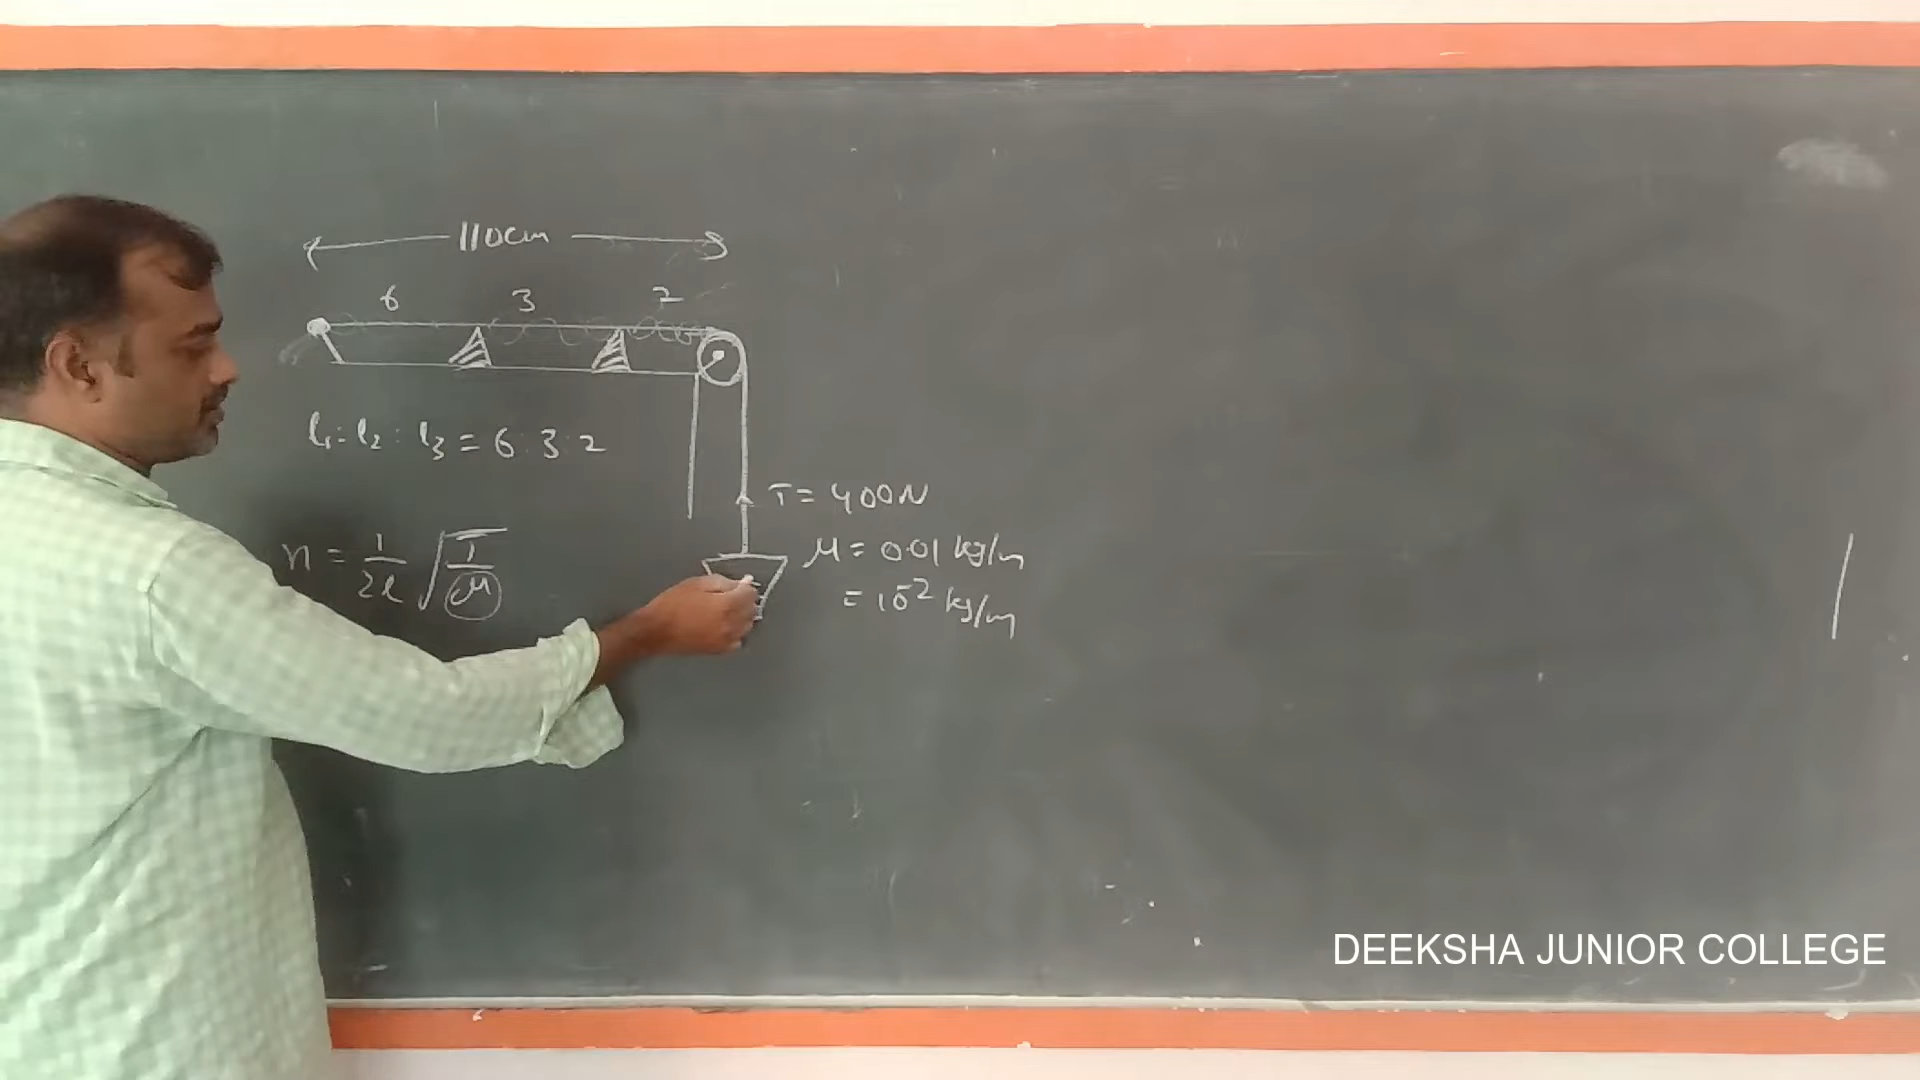 110cm
6 3 2
l₁ : l₂ : l₃ = 6 : 3 : 2
T = 400N
n = 1/2l √(T/μ)
μ = 0.01 kg/m
= 10⁻² kg/m
DEEKSHA JUNIOR COLLEGE